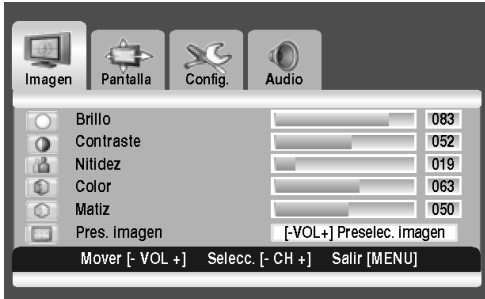 Imagen Pantalla Config. Audio
Brillo 083
Contraste 052
Nitidez 019
Color 063
Matiz 050
Pres. imagen [-VOL+] Preselec. imagen
Mover [- VOL +] Selecc. [- CH +] Salir [MENU]